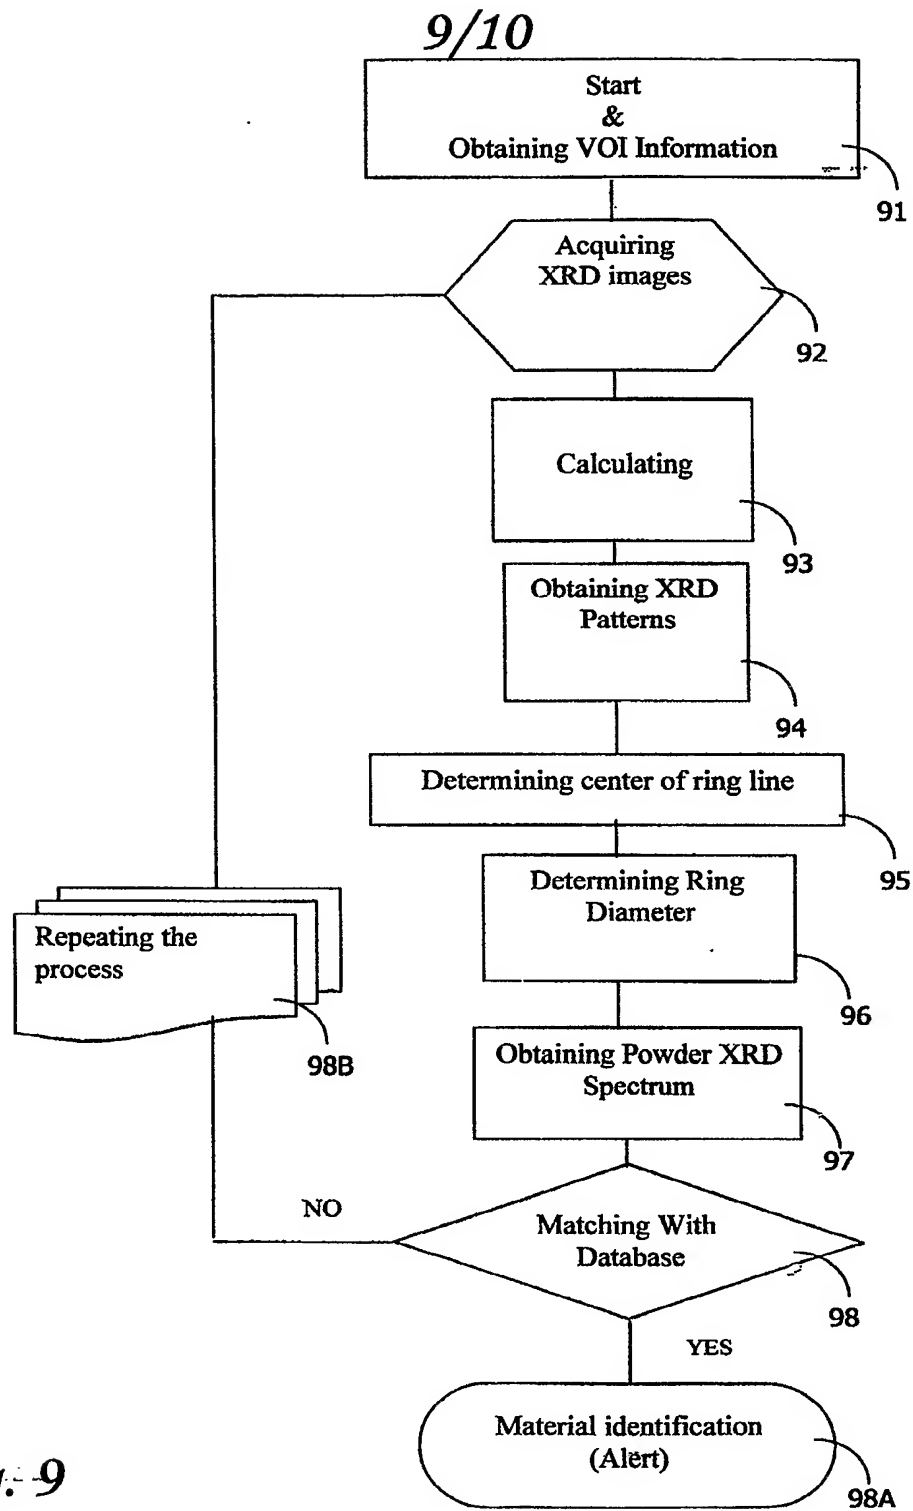 9/10
Start
&
Obtaining VOI Information
91
Acquiring
XRD images
92
Calculating
93
Obtaining XRD
Patterns
94
Determining center of ring line
95
Determining Ring
Diameter
96
Repeating the
process
98B
Obtaining Powder XRD
Spectrum
97
NO
Matching With
Database
98
YES
Material identification
(Alert)
98A
9